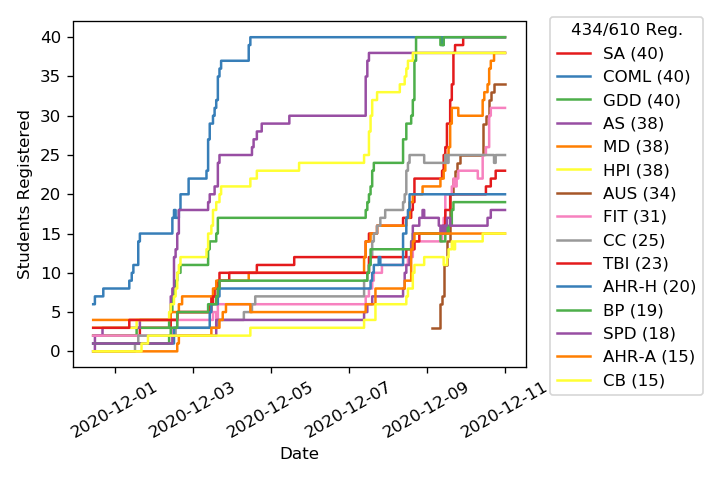 434/610 Reg.
SA (40)
COML (40)
GDD (40)
AS (38)
MD (38)
HPI (38)
AUS (34)
FIT (31)
CC (25)
TBI (23)
AHR-H (20)
BP (19)
SPD (18)
AHR-A (15)
CB (15)
Students Registered
40
35
30
25
20
15
10
5
0
2020-12-01
2020-12-03
2020-12-05
2020-12-07
2020-12-09
2020-12-11
Date